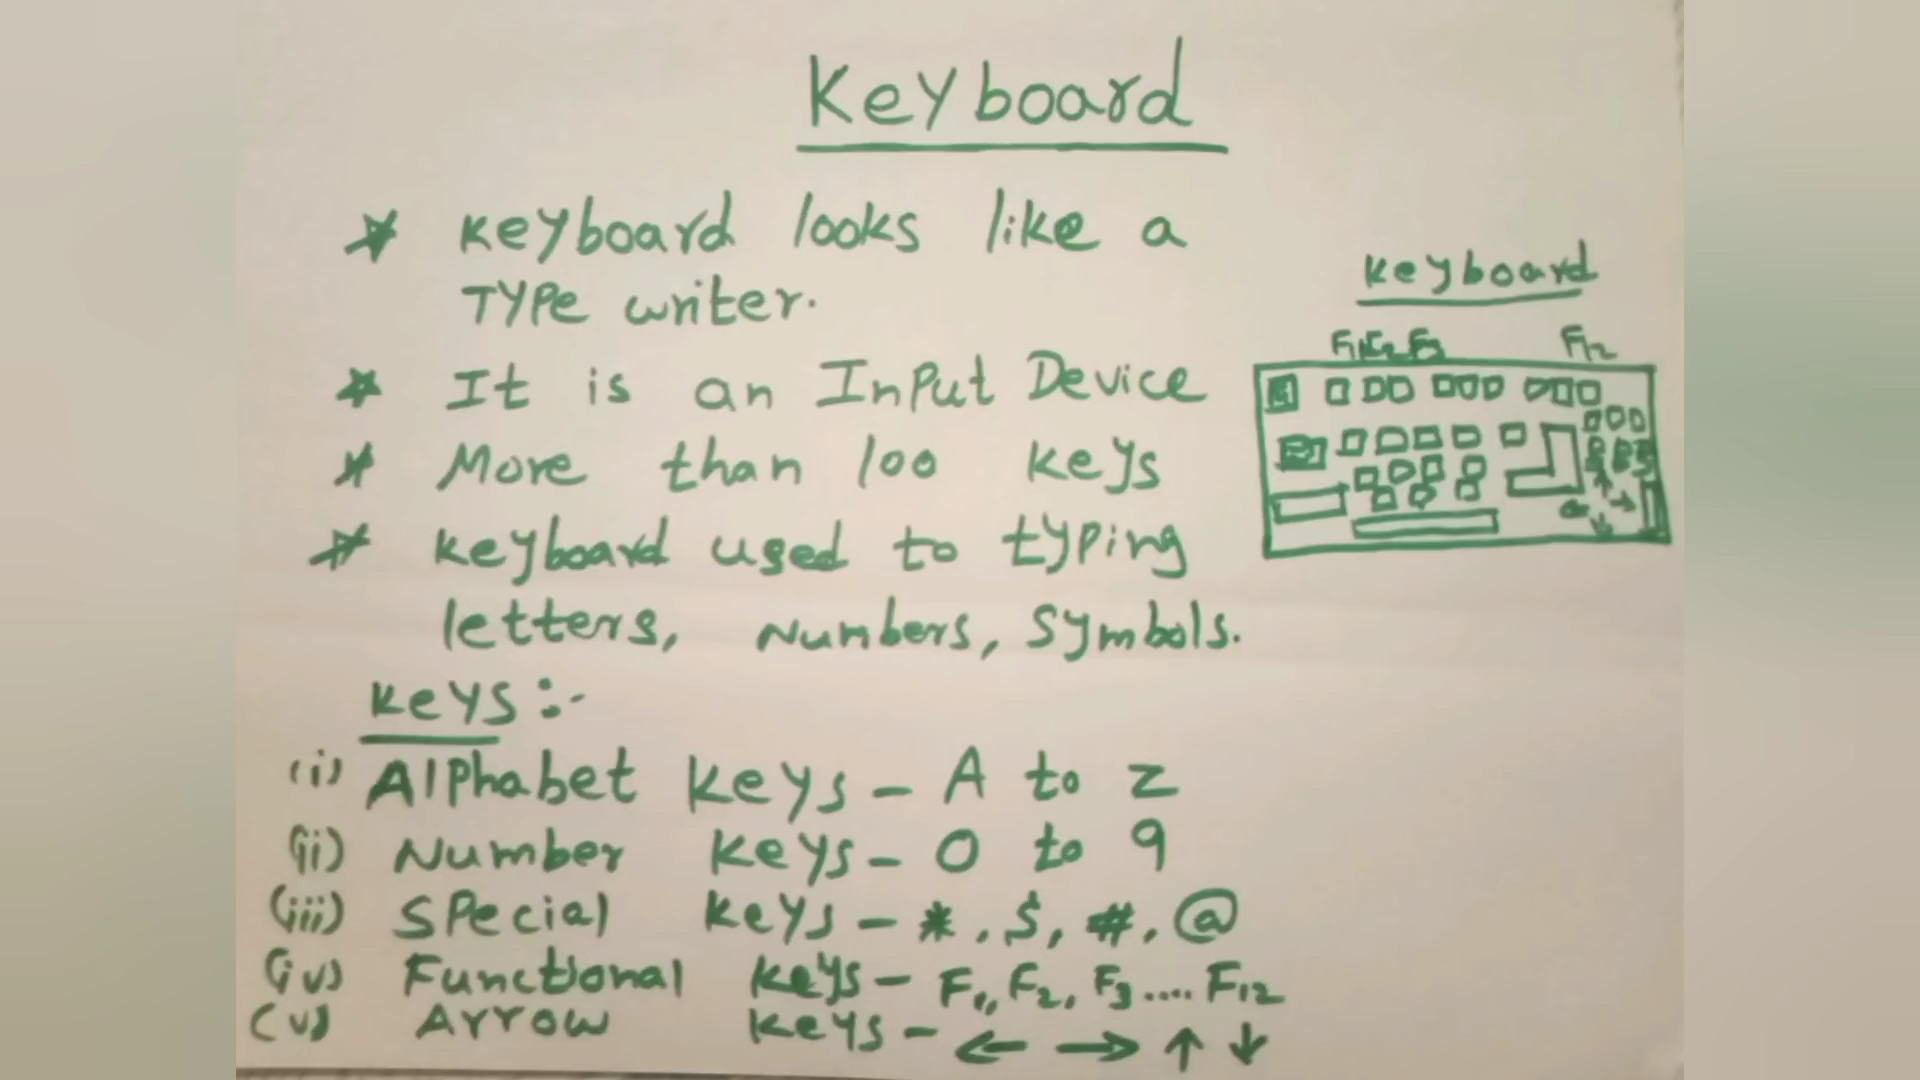 Keyboard
* Keyboard looks like a
Type writer.
* It is an Input Device
* More than 100 keys
* Keyboard used to typing
letters, Numbers, Symbols.
Keyboard
F1 F2 F3 F12
Keys :-
(i) Alphabet keys - A to Z
(ii) Number keys - 0 to 9
(iii) Special keys - *, $, #, @
(iv) Functional keys - F1, F2, F3 .... F12
(v) Arrow keys - ← → ↑ ↓